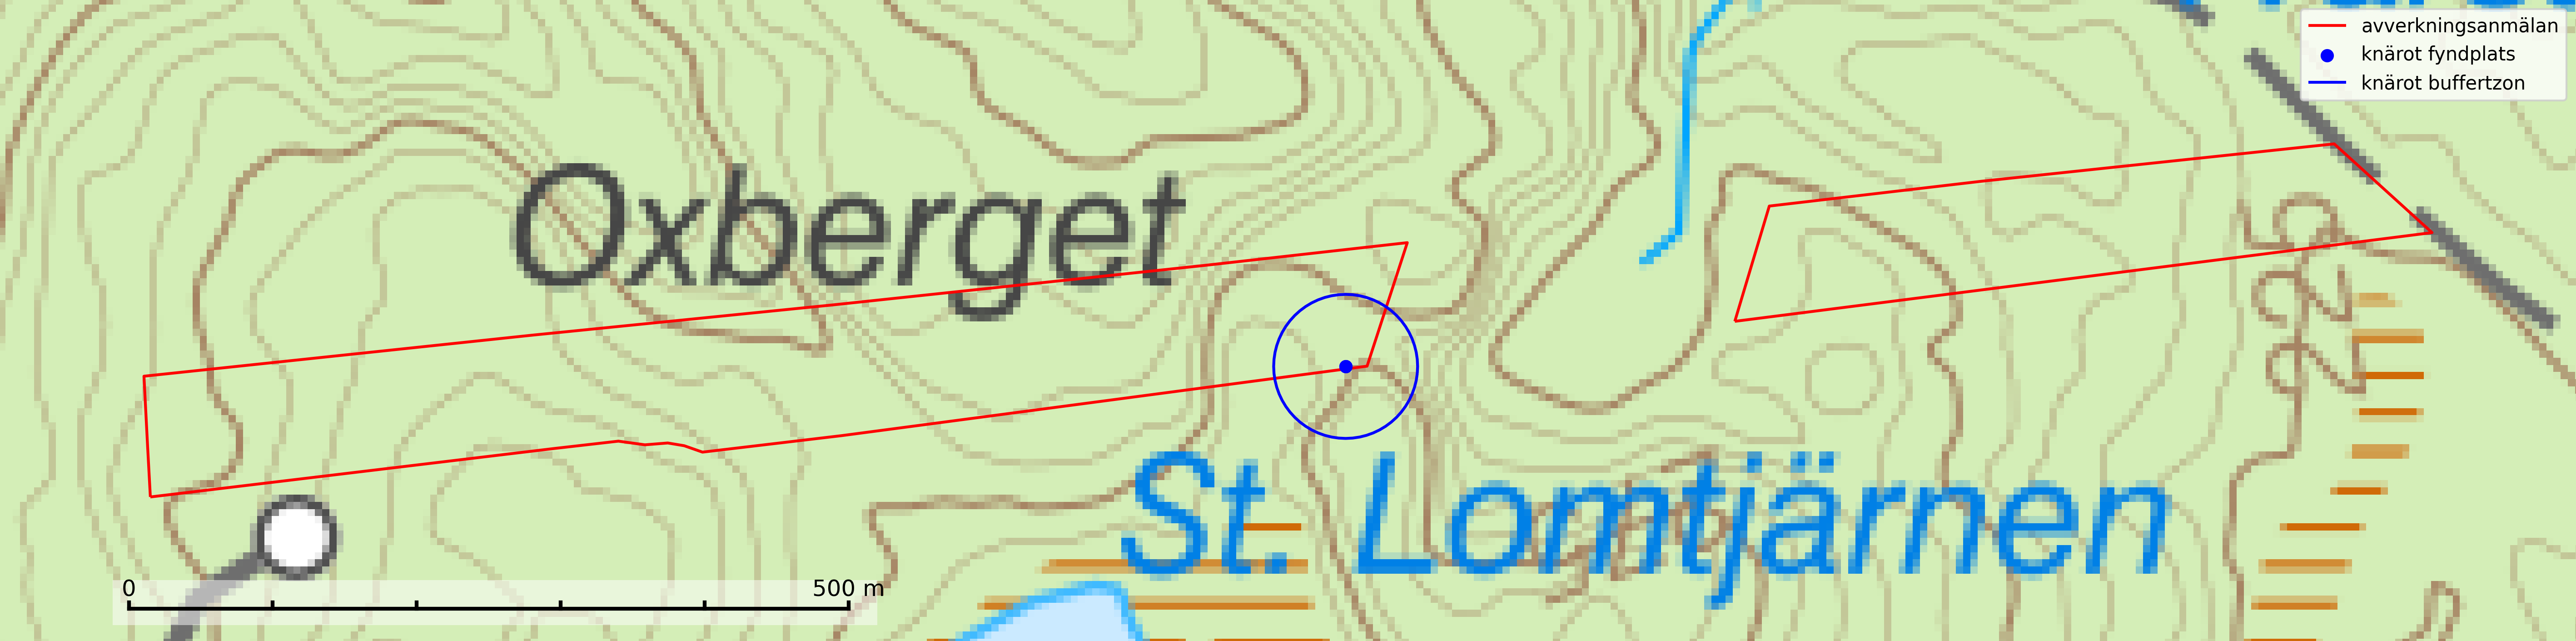 avverkningsanmälan
knärot fyndplats
knärot buffertzon
Oxberget
St. Lomtjärnen
0 500 m